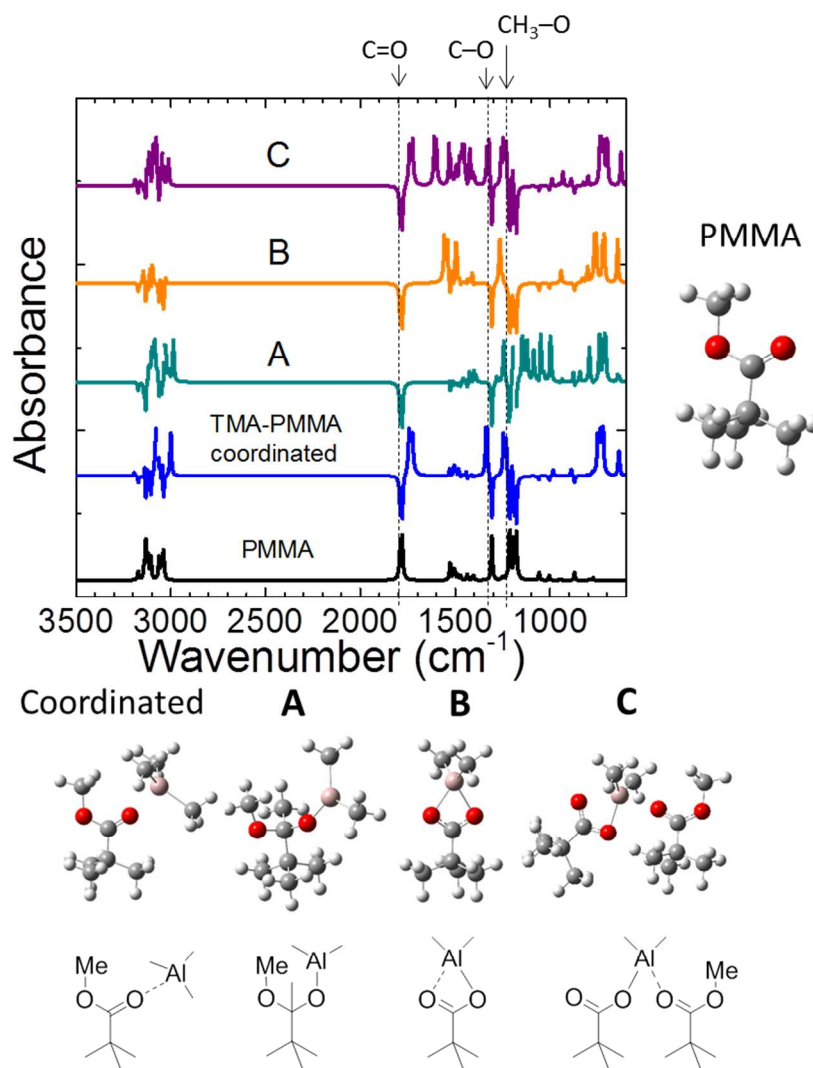 C=O
C–O
CH₃–O
C
B
A
TMA-PMMA
coordinated
PMMA
Absorbance
3500 3000 2500 2000 1500 1000
Wavenumber (cm⁻¹)
PMMA
Coordinated A B C
Me
O
O
Al
Me
O
O
Al
Al
O
O
Al
O
O
O
O
Me